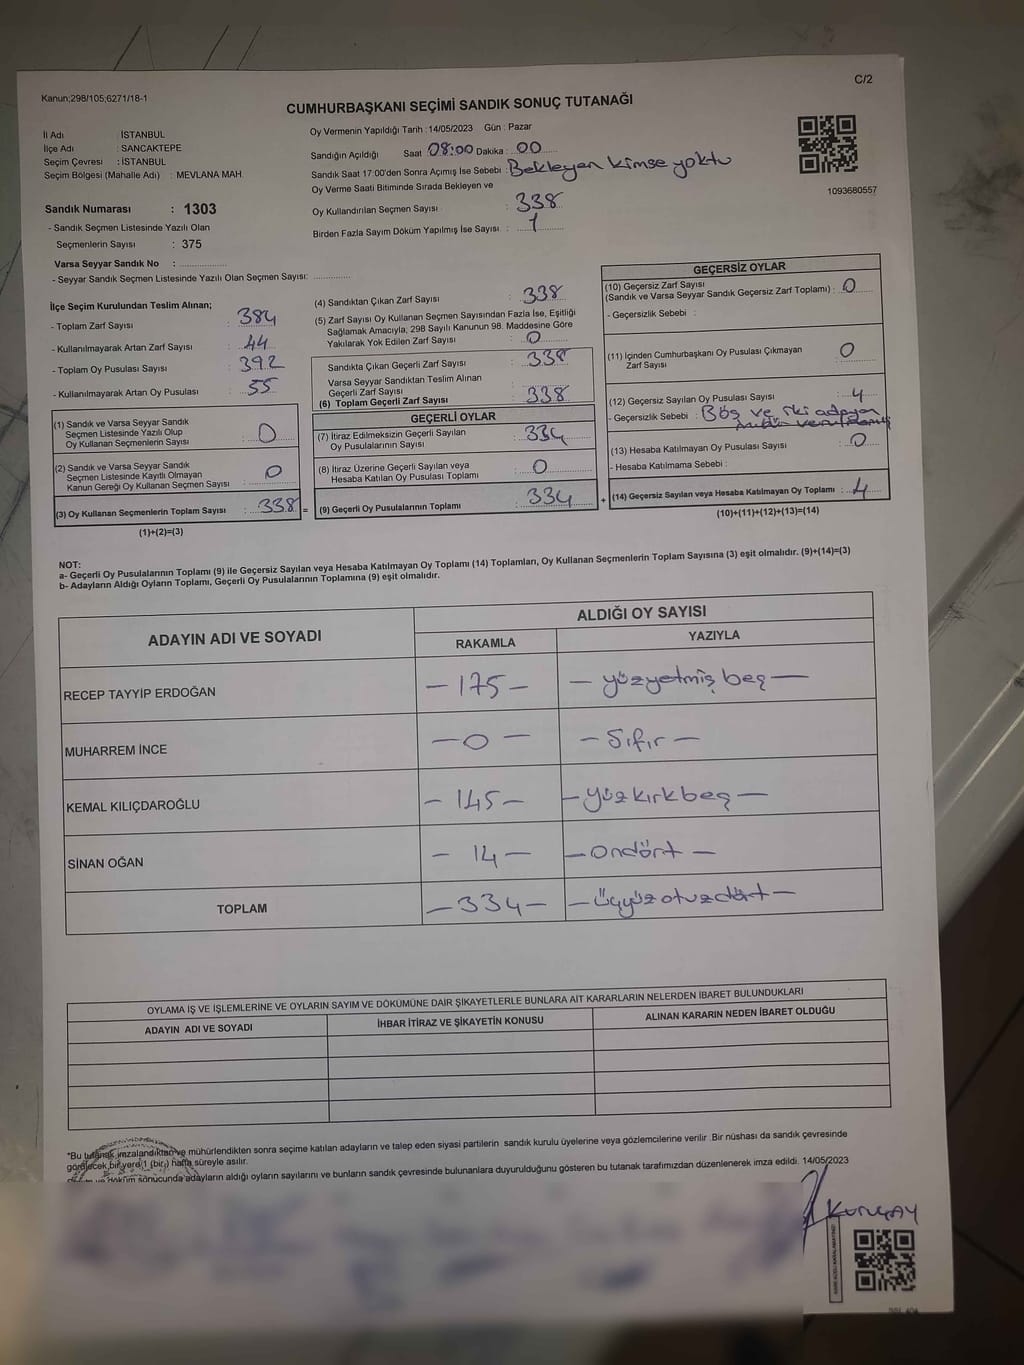 Kanun;298/105;6271/18-1
C/2
CUMHURBAŞKANI SEÇİMİ SANDIK SONUÇ TUTANAĞI
İl Adı : İSTANBUL
İlçe Adı : SANCAKTEPE
Seçim Çevresi : İSTANBUL
Seçim Bölgesi (Mahalle Adı) : MEVLANA MAH.
Sandık Numarası : 1303
- Sandık Seçmen Listesinde Yazılı Olan
Seçmenlerin Sayısı : 375
Varsa Seyyar Sandık No :
- Seyyar Sandık Seçmen Listesinde Yazılı Olan Seçmen Sayısı:
Oy Vermenin Yapıldığı Tarih : 14/05/2023 Gün : Pazar
Sandığın Açıldığı Saat 08:00 Dakika : 00
Sandık Saat 17:00'den Sonra Açımış İse Sebebi : Bekleyen kimse yoktu
Oy Verme Saati Bitiminde Sırada Bekleyen ve
Oy Kullandırılan Seçmen Sayısı : 338
Birden Fazla Sayım Döküm Yapılmış İse Sayısı. : 1
1093680557
İlçe Seçim Kurulundan Teslim Alınan;
- Toplam Zarf Sayısı : 384
- Kullanılmayarak Artan Zarf Sayısı : 44
- Toplam Oy Pusulası Sayısı : 392
- Kullanılmayarak Artan Oy Pusulası : 55
(1) Sandık ve Varsa Seyyar Sandık
Seçmen Listesinde Yazılı Olup
Oy Kullanan Seçmenlerin Sayısı : 0
(2) Sandık ve Varsa Seyyar Sandık
Seçmen Listesinde Kayıtlı Olmayan
Kanun Gereği Oy Kullanan Seçmen Sayısı : 0
(3) Oy Kullanan Seçmenlerin Toplam Sayısı : 338 =
(1)+(2)=(3)
(4) Sandıktan Çıkan Zarf Sayısı : 338
(5) Zarf Sayısı Oy Kullanan Seçmen Sayısından Fazla İse, Eşitliği
Sağlamak Amacıyla, 298 Sayılı Kanunun 98. Maddesine Göre
Yakılarak Yok Edilen Zarf Sayısı : 0
Sandıkta Çıkan Geçerli Zarf Sayısı : 338
Varsa Seyyar Sandıktan Teslim Alınan
Geçerli Zarf Sayısı
(6) Toplam Geçerli Zarf Sayısı : 338
GEÇERLİ OYLAR
(7) İtiraz Edilmeksizin Geçerli Sayılan
Oy Pusulasının Sayısı : 334
(8) İtiraz Üzerine Geçerli Sayılan veya
Hesaba Katılan Oy Pusulası Toplamı : 0
(9) Geçerli Oy Pusulalarının Toplamı : 334 +
GEÇERSİZ OYLAR
(10) Geçersiz Zarf Sayısı
(Sandık ve Varsa Seyyar Sandık Geçersiz Zarf Toplamı) : 0
- Geçersizlik Sebebi :
(11) İçinden Cumhurbaşkanı Oy Pusulası Çıkmayan
Zarf Sayısı : 0
(12) Geçersiz Sayılan Oy Pusulası Sayısı : 4
- Geçersizlik Sebebi : Boş ve iki adaya
(13) Hesaba Katılmayan Oy Pusulası Sayısı : 0
- Hesaba Katılmama Sebebi :
(14) Geçersiz Sayılan veya Hesaba Katılmayan Oy Toplamı : 4
(10)+(11)+(12)+(13)=(14)
NOT:
a- Geçerli Oy Pusulalarının Toplamı (9) ile Geçersiz Sayılan veya Hesaba Katılmayan Oy Toplamı (14) Toplamları, Oy Kullanan Seçmenlerin Toplam Sayısına (3) eşit olmalıdır. (9)+(14)=(3)
b- Adayların Aldığı Oyların Toplamı, Geçerli Oy Pusulalarının Toplamına (9) eşit olmalıdır.
ADAYIN ADI VE SOYADI
ALDIĞI OY SAYISI
RAKAMLA YAZIYLA
RECEP TAYYİP ERDOĞAN - 175 - - yüzyetmiş beş -
MUHARREM İNCE - 0 - - Sıfır -
KEMAL KILIÇDAROĞLU - 145 - - yüzkırkbeş -
SİNAN OĞAN - 14 - - Ondört -
TOPLAM - 334 - - Üçyüzotuzdört -
OYLAMA İŞ VE İŞLEMLERİNE VE OYLARIN SAYIM VE DÖKÜMÜNE DAİR ŞİKAYETLERLE BUNLARA AİT KARARLARIN NELERDEN İBARET BULUNDUKLARI
ADAYIN ADI VE SOYADI İHBAR İTİRAZ VE ŞİKAYETİN KONUSU ALINAN KARARIN NEDEN İBARET OLDUĞU
*Bu tutanak imzalandıktan ve mühürlendikten sonra seçime katılan adayların ve talep eden siyasi partilerin sandık kurulu üyelerine veya gözlemcilerine verilir. Bir nüshası da sandık çevresinde
görülecek bir yere 1 (bir) hafta süreyle asılır.
ve döküm sonucunda adayların aldığı oyların sayılarını ve bunların sandık çevresinde bulunanlara duyurulduğunu gösteren bu tutanak tarafımızdan düzenlenerek imza edildi. 14/05/2023